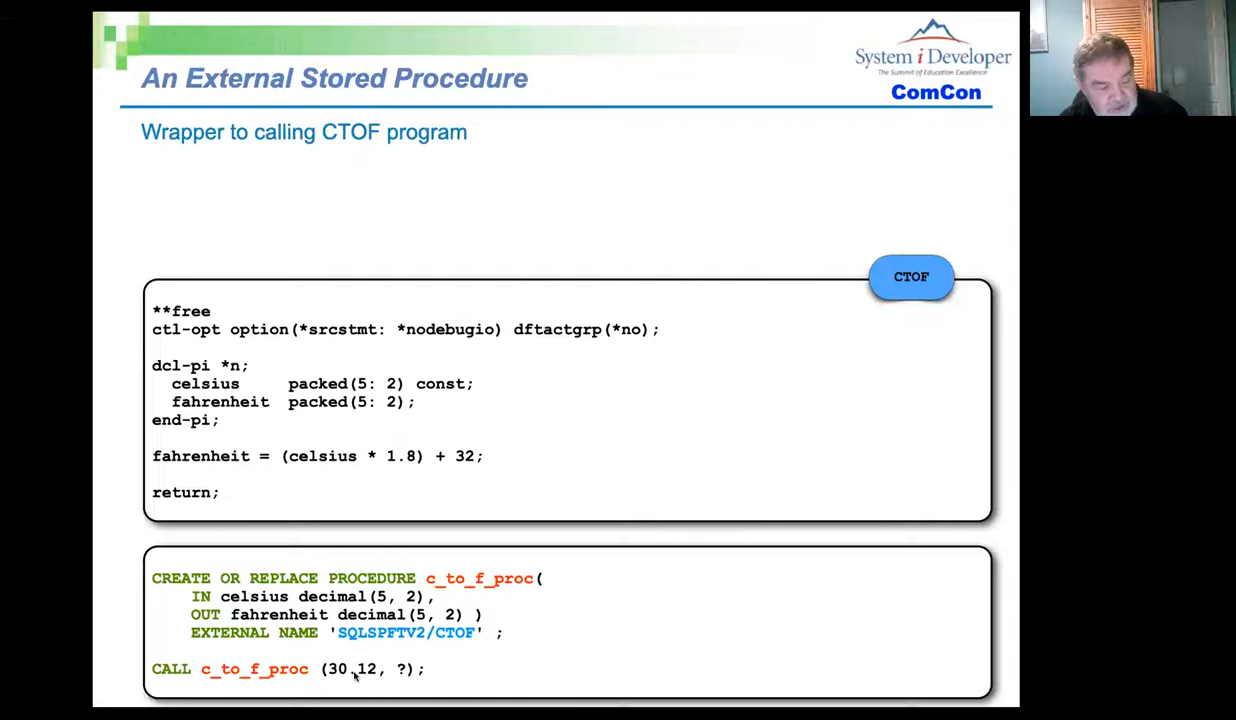 An External Stored Procedure
System i Developer
The Summit of Education Excellence
ComCon
Wrapper to calling CTOF program
CTOF
**free
ctl-opt option(*srcstmt: *nodebugio) dftactgrp(*no);
dcl-pi *n;
celsius     packed(5: 2) const;
fahrenheit  packed(5: 2);
end-pi;
fahrenheit = (celsius * 1.8) + 32;
return;
CREATE OR REPLACE PROCEDURE c_to_f_proc(
IN celsius decimal(5, 2),
OUT fahrenheit decimal(5, 2) )
EXTERNAL NAME 'SQLSPFTV2/CTOF' ;
CALL c_to_f_proc (30.12, ?);